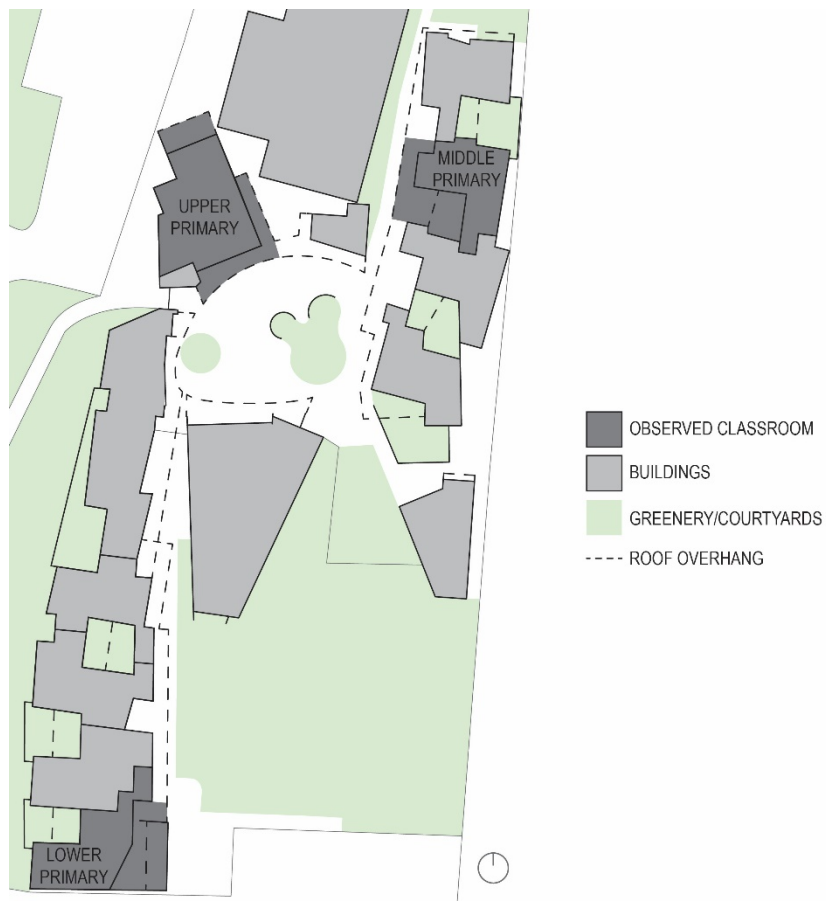 MIDDLE
PRIMARY
UPPER
PRIMARY
OBSERVED CLASSROOM
BUILDINGS
GREENERY/COURTYARDS
ROOF OVERHANG
LOWER
PRIMARY